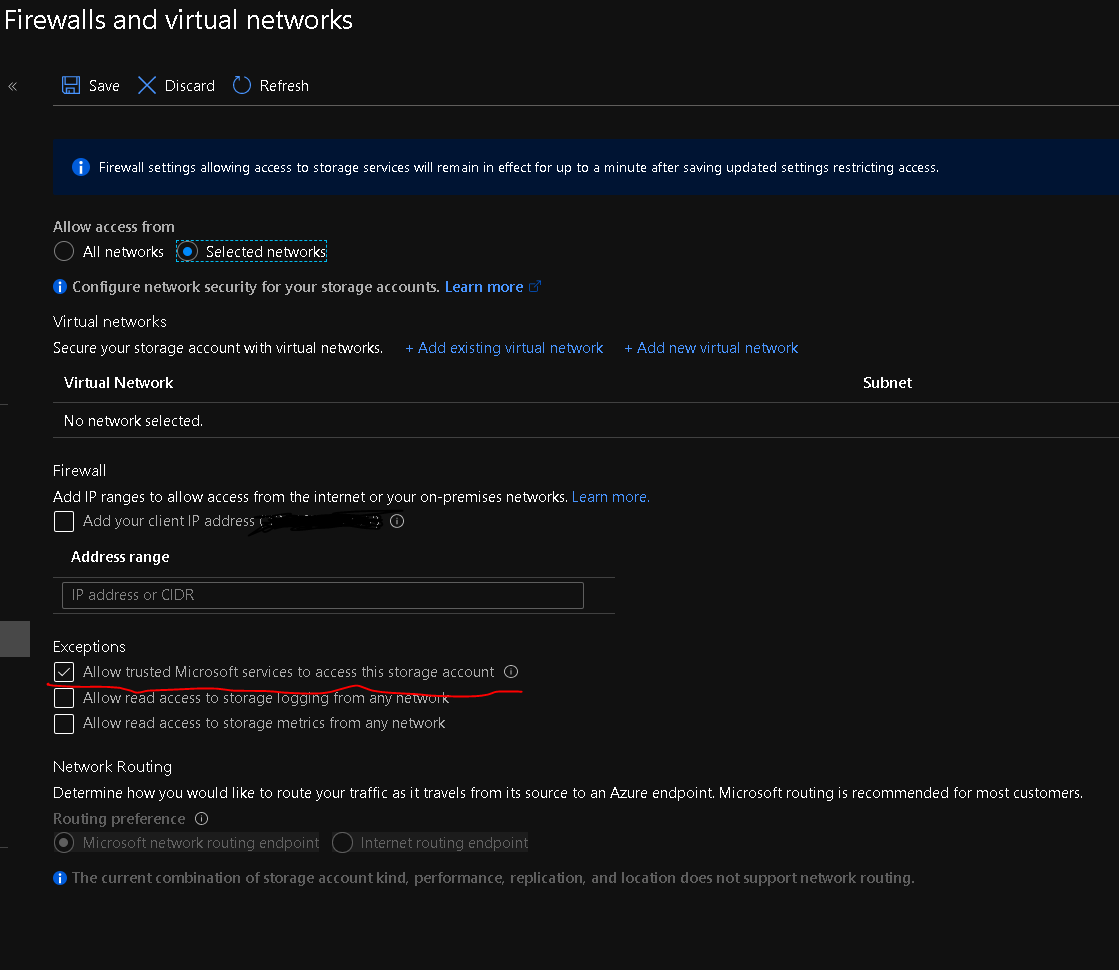 Firewalls and virtual networks
« Save Discard Refresh
Firewall settings allowing access to storage services will remain in effect for up to a minute after saving updated settings restricting access.
Allow access from
All networks Selected networks
Configure network security for your storage accounts. Learn more
Virtual networks
Secure your storage account with virtual networks. + Add existing virtual network + Add new virtual network
Virtual Network Subnet
No network selected.
Firewall
Add IP ranges to allow access from the internet or your on-premises networks. Learn more.
Add your client IP address
Address range
IP address or CIDR
Exceptions
Allow trusted Microsoft services to access this storage account
Allow read access to storage logging from any network
Allow read access to storage metrics from any network
Network Routing
Determine how you would like to route your traffic as it travels from its source to an Azure endpoint. Microsoft routing is recommended for most customers.
Routing preference
Microsoft network routing endpoint Internet routing endpoint
The current combination of storage account kind, performance, replication, and location does not support network routing.